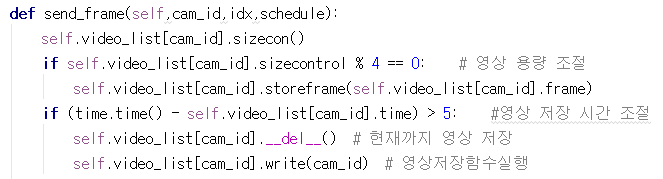 def send_frame(self,cam_id,idx,schedule):
    self.video_list[cam_id].sizecon()
    if self.video_list[cam_id].sizecontrol % 4 == 0:    # 영상 용량 조절
        self.video_list[cam_id].storeframe(self.video_list[cam_id].frame)
    if (time.time() - self.video_list[cam_id].time) > 5:    #영상 저장 시간 조절
        self.video_list[cam_id].__del__()  # 현재까지 영상 저장
        self.video_list[cam_id].write(cam_id)  # 영상저장함수실행